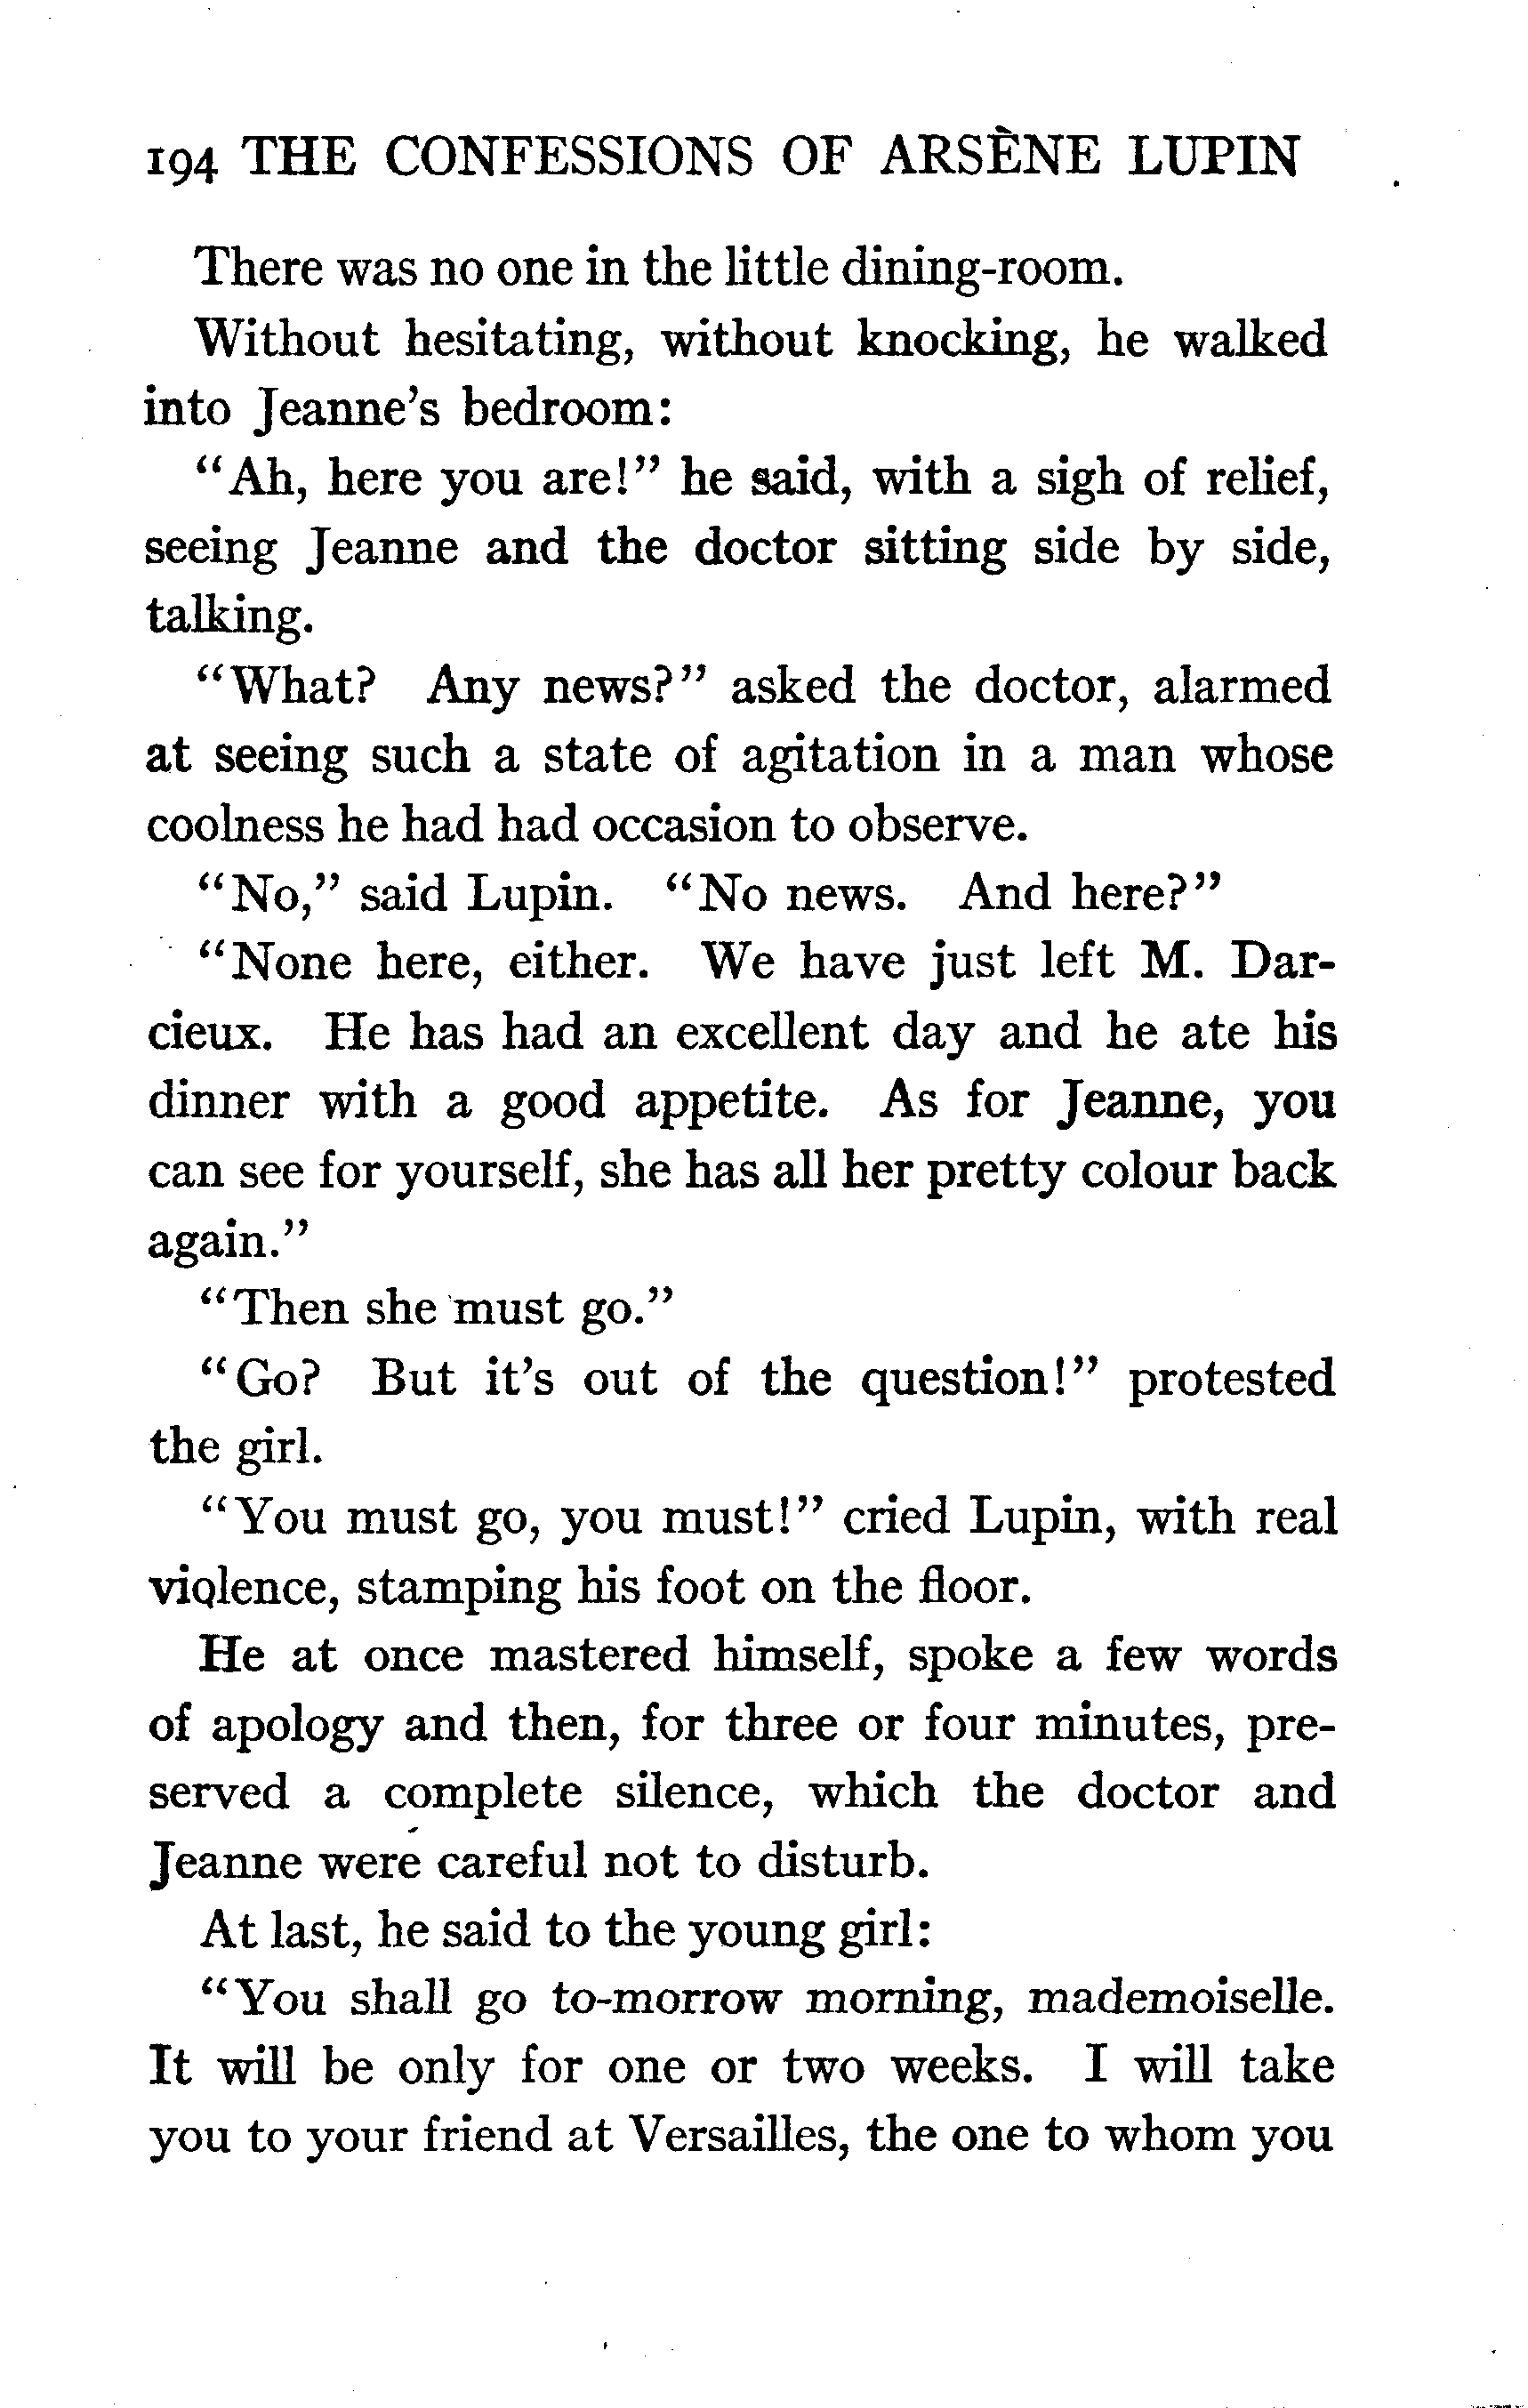 194 THE CONFESSIONS OF ARSÈNE LUPIN
There was no one in the little dining-room.
Without hesitating, without knocking, he walked
into Jeanne's bedroom:
"Ah, here you are!" he said, with a sigh of relief,
seeing Jeanne and the doctor sitting side by side,
talking.
"What? Any news?" asked the doctor, alarmed
at seeing such a state of agitation in a man whose
coolness he had had occasion to observe.
"No," said Lupin. "No news. And here?"
"None here, either. We have just left M. Dar-
cieux. He has had an excellent day and he ate his
dinner with a good appetite. As for Jeanne, you
can see for yourself, she has all her pretty colour back
again."
"Then she must go."
"Go? But it's out of the question!" protested
the girl.
"You must go, you must!" cried Lupin, with real
violence, stamping his foot on the floor.
He at once mastered himself, spoke a few words
of apology and then, for three or four minutes, pre-
served a complete silence, which the doctor and
Jeanne were careful not to disturb.
At last, he said to the young girl:
"You shall go to-morrow morning, mademoiselle.
It will be only for one or two weeks. I will take
you to your friend at Versailles, the one to whom you